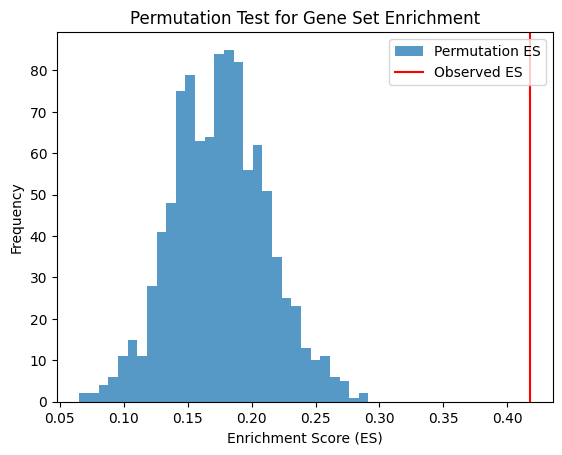 Permutation Test for Gene Set Enrichment
Permutation ES
Observed ES
Frequency
80
70
60
50
40
30
20
10
0
0.05 0.10 0.15 0.20 0.25 0.30 0.35 0.40
Enrichment Score (ES)